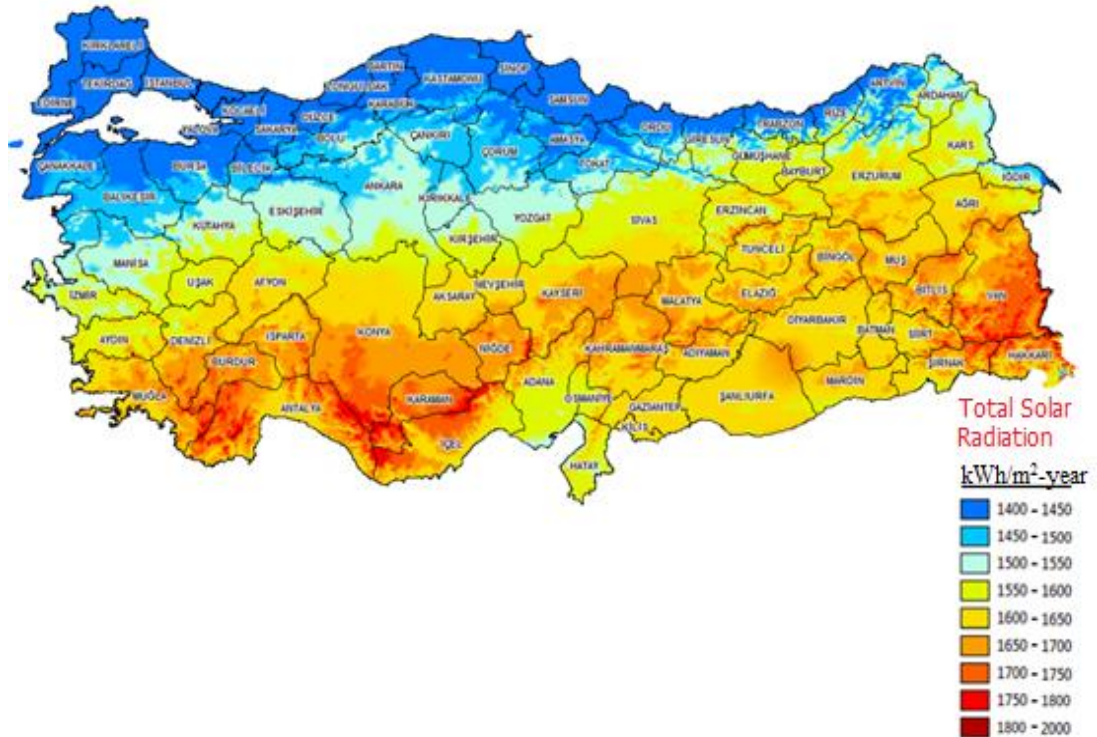 KIRKLARELİ
EDİRNE
TEKİRDAĞ
İSTANBUL
KOCAELİ
YALOVA
SAKARYA
DÜZCE
ZONGULDAK
BARTIN
KARABÜK
KASTAMONU
SİNOP
SAMSUN
ORDU
GİRESUN
TRABZON
RİZE
ARTVİN
ARDAHAN
KARS
IĞDIR
ÇANAKKALE
BURSA
BİLECİK
BOLU
ÇANKIRI
ÇORUM
AMASYA
TOKAT
GÜMÜŞHANE
BAYBURT
ERZURUM
BALIKESİR
KÜTAHYA
ESKİŞEHİR
ANKARA
KIRIKKALE
YOZGAT
SİVAS
ERZİNCAN
AĞRI
MANİSA
UŞAK
AFYON
KIRŞEHİR
TUNCELİ
BİNGÖL
MUŞ
İZMİR
AKSARAY
NEVŞEHİR
KAYSERİ
MALATYA
ELAZIĞ
BİTLİS
VAN
AYDIN
DENİZLİ
ISPARTA
BURDUR
KONYA
NİĞDE
KAHRAMANMARAŞ
ADIYAMAN
DİYARBAKIR
BATMAN
SİİRT
ŞIRNAK
HAKKARİ
MUĞLA
ANTALYA
KARAMAN
İÇEL
ADANA
OSMANİYE
GAZİANTEP
KİLİS
ŞANLIURFA
MARDİN
HATAY
Total Solar
Radiation
kWh/m²-year
1400 - 1450
1450 - 1500
1500 - 1550
1550 - 1600
1600 - 1650
1650 - 1700
1700 - 1750
1750 - 1800
1800 - 2000